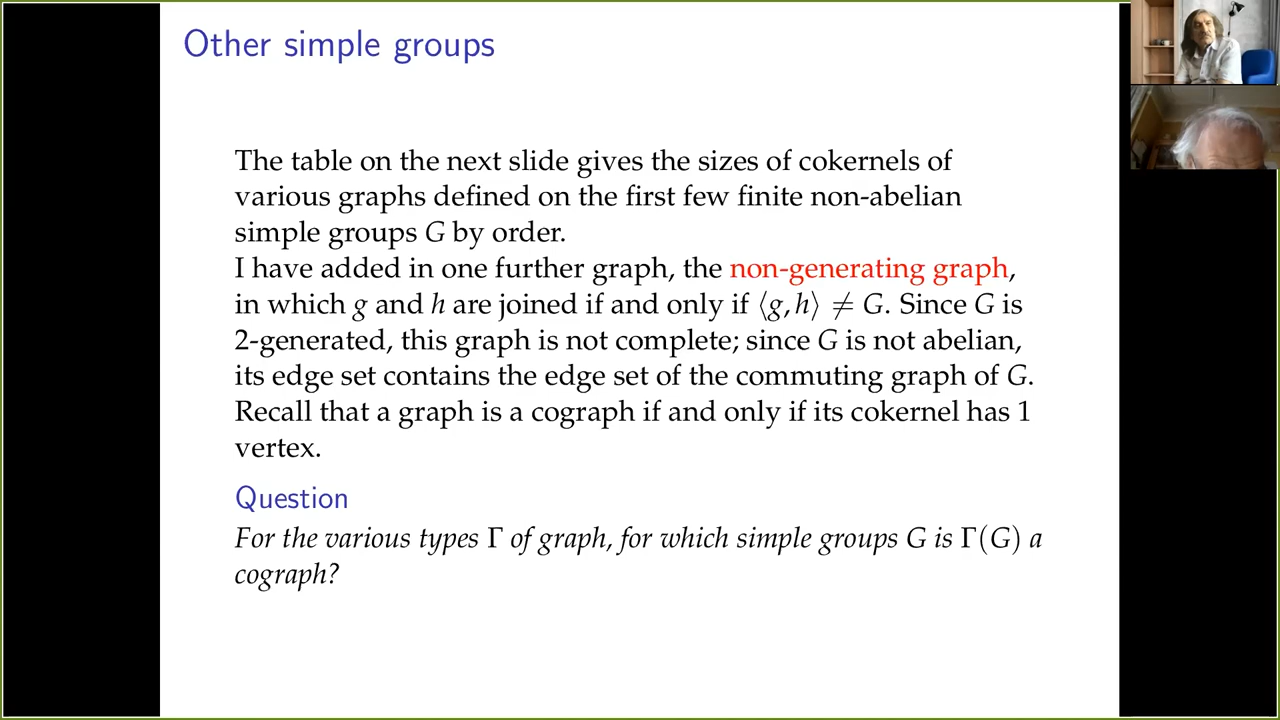 Other simple groups
The table on the next slide gives the sizes of cokernels of
various graphs defined on the first few finite non-abelian
simple groups G by order.
I have added in one further graph, the non-generating graph,
in which g and h are joined if and only if ⟨g, h⟩ ≠ G. Since G is
2-generated, this graph is not complete; since G is not abelian,
its edge set contains the edge set of the commuting graph of G.
Recall that a graph is a cograph if and only if its cokernel has 1
vertex.
Question
For the various types Γ of graph, for which simple groups G is Γ(G) a
cograph?